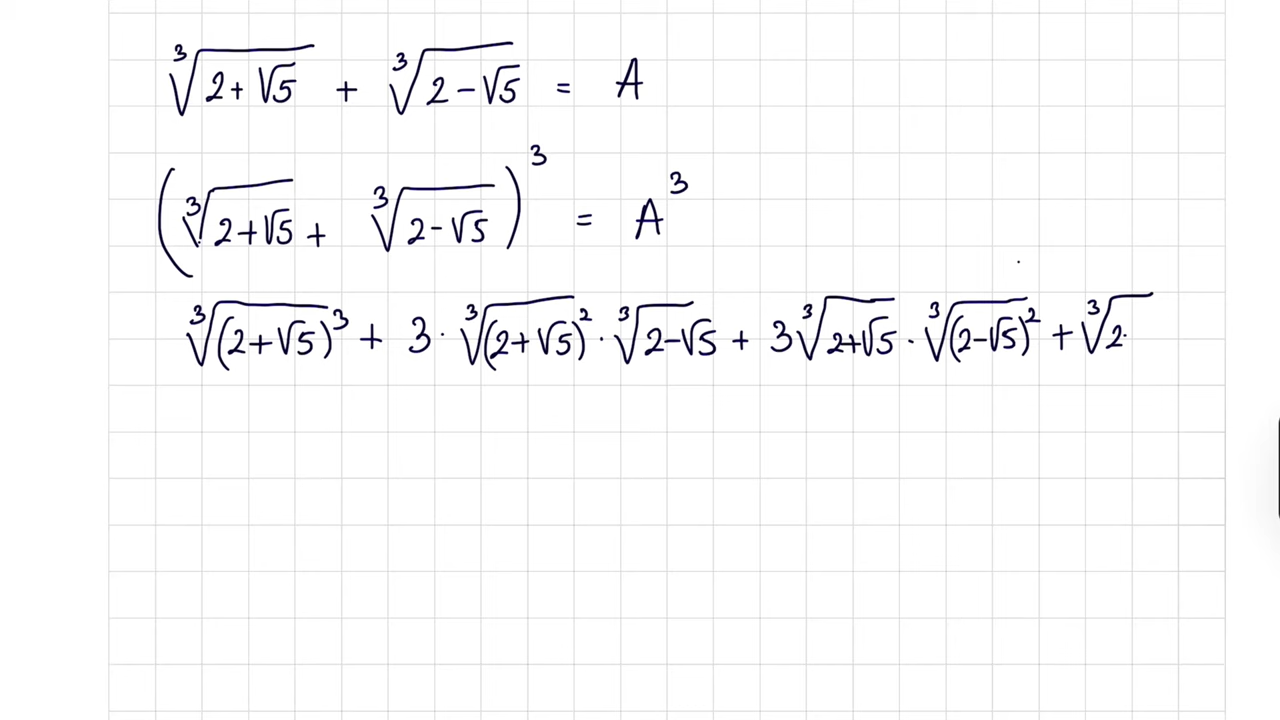 ∛(2+√5) + ∛(2-√5) = A
(∛(2+√5) + ∛(2-√5))³ = A³
∛(2+√5)³ + 3·∛(2+√5)²·∛(2-√5) + 3∛(2+√5)·∛(2-√5)² + ∛2